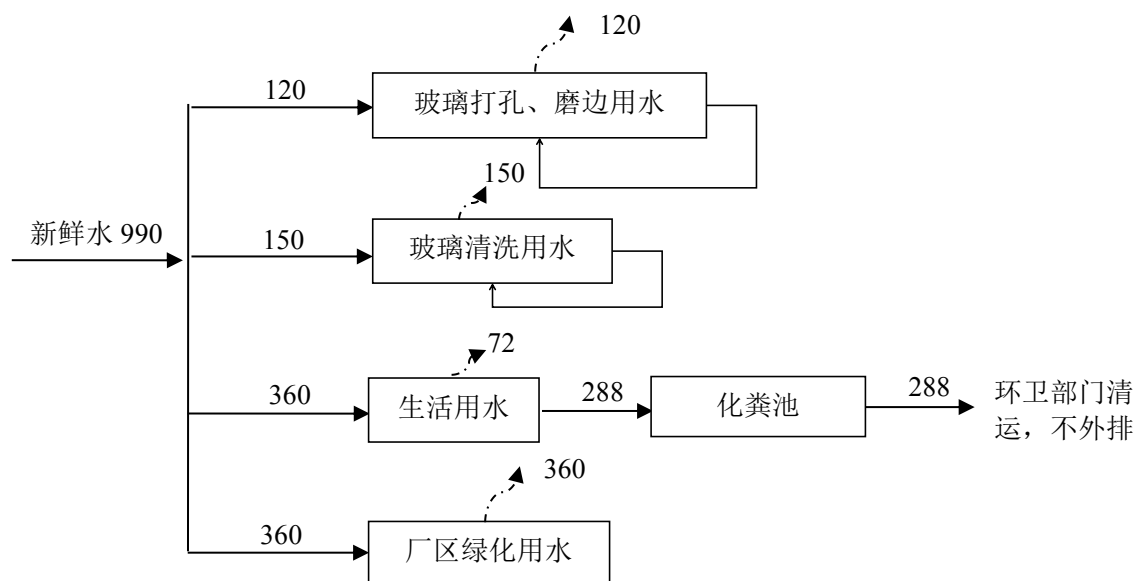 120
120
玻璃打孔、磨边用水
150
新鲜水 990
150
玻璃清洗用水
72
360
生活用水
288
化粪池
288
环卫部门清
运，不外排
360
360
厂区绿化用水